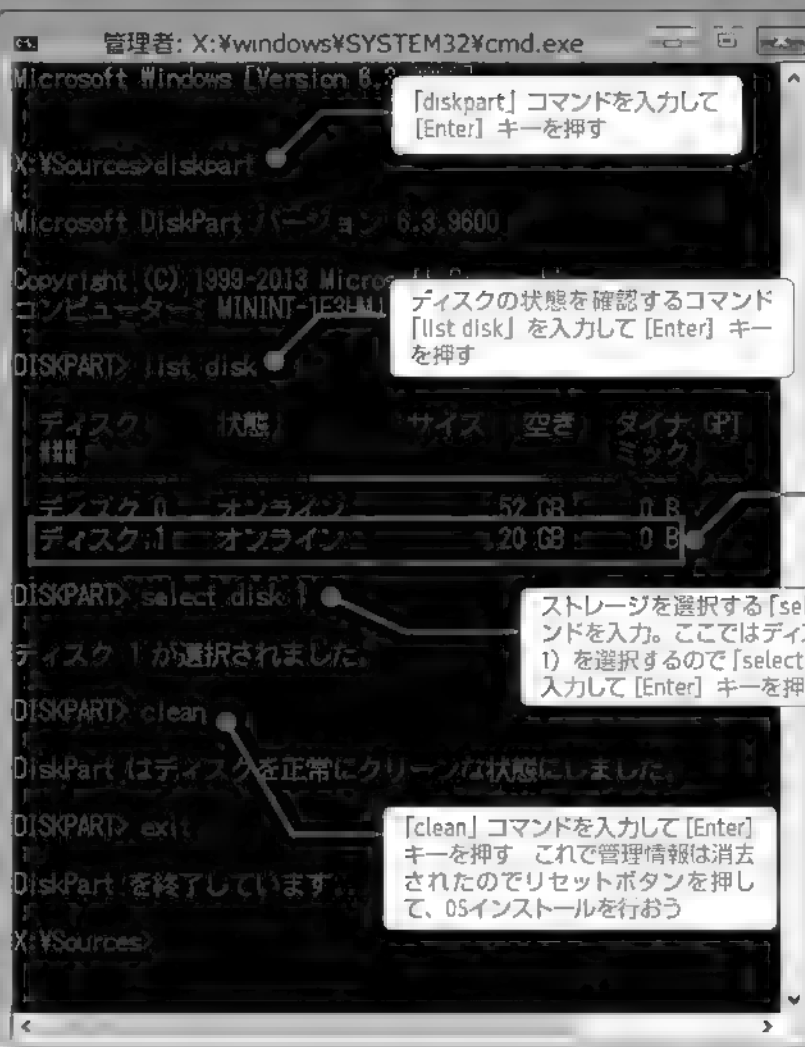 管理者: X:¥windows¥SYSTEM32¥cmd.exe
Microsoft Windows [Version 6.3
「diskpart」コマンドを入力して
[Enter] キーを押す
X:¥Sources>diskpart
Microsoft DiskPart バージョン 6.3.9600
Copyright (C) 1999-2013
コンピューター:
ディスクの状態を確認するコマンド
「list disk」を入力して [Enter] キー
を押す
DISKPART> list disk
ディスク 状態 サイズ 空き ダイナ GPT
### ミック
ディスク 0 オンライン 52 GB 0 B
ディスク 1 オンライン 20 GB 0 B
DISKPART> select disk 1
ストレージを選択する「sel
ンドを入力。ここではディス
1）を選択するので「select
入力して [Enter] キーを押
ディスク 1 が選択されました。
DISKPART> clean
DiskPart はディスクを正常にクリーンな状態にしました。
DISKPART> exit
「clean」コマンドを入力して [Enter]
キーを押す これで管理情報は消去
されたのでリセットボタンを押し
て、OSインストールを行おう
DiskPart を終了しています...
X:¥Sources>